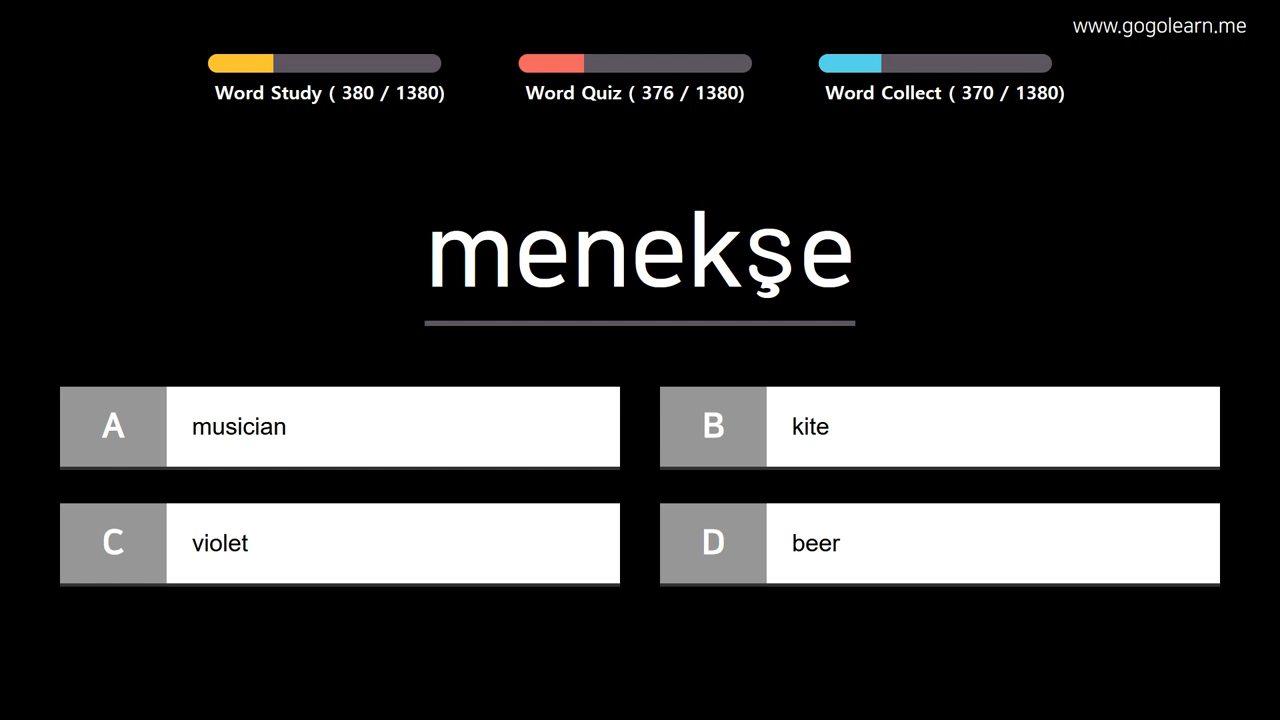 www.gogolearn.me
Word Study ( 380 / 1380)
Word Quiz ( 376 / 1380)
Word Collect ( 370 / 1380)
menekşe
A musician
B kite
C violet
D beer